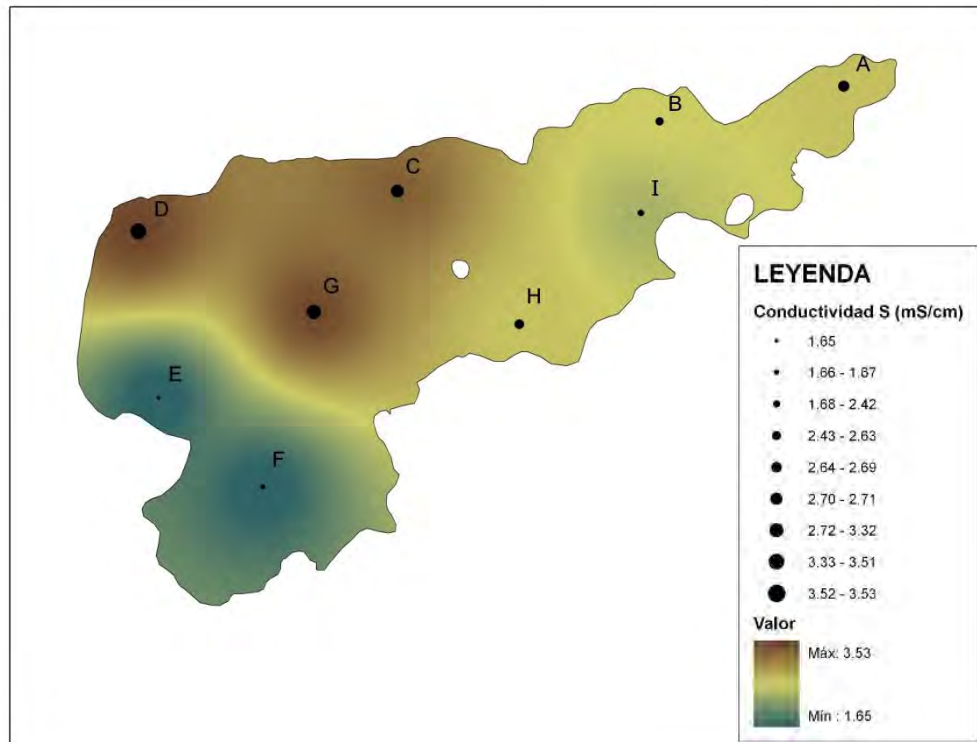 A
B
C
I
D
G
H
E
F
LEYENDA
Conductividad S (mS/cm)
1.65
1.66 - 1.67
1.68 - 2.42
2.43 - 2.63
2.64 - 2.69
2.70 - 2.71
2.72 - 3.32
3.33 - 3.51
3.52 - 3.53
Valor
Máx: 3.53
Mín : 1.65